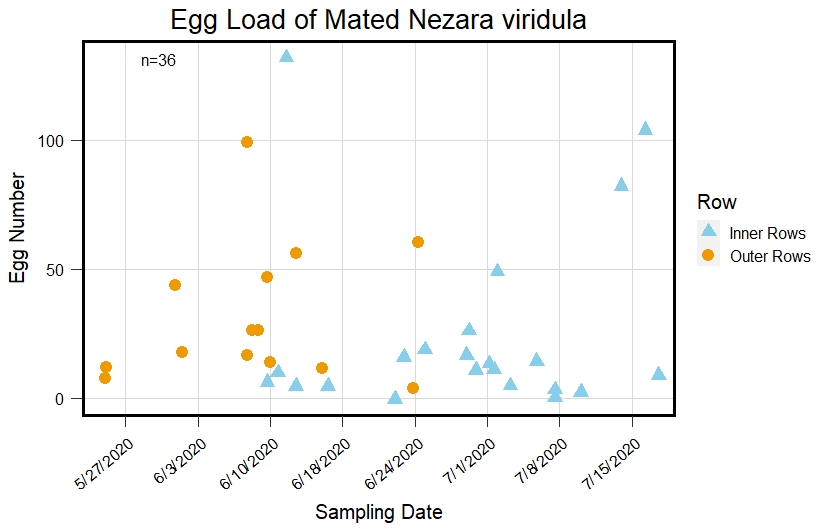 Egg Load of Mated Nezara viridula
n=36
100
50
0
Egg Number
5/27/2020
6/3/2020
6/10/2020
6/18/2020
6/24/2020
7/1/2020
7/8/2020
7/15/2020
Sampling Date
Row
Inner Rows
Outer Rows